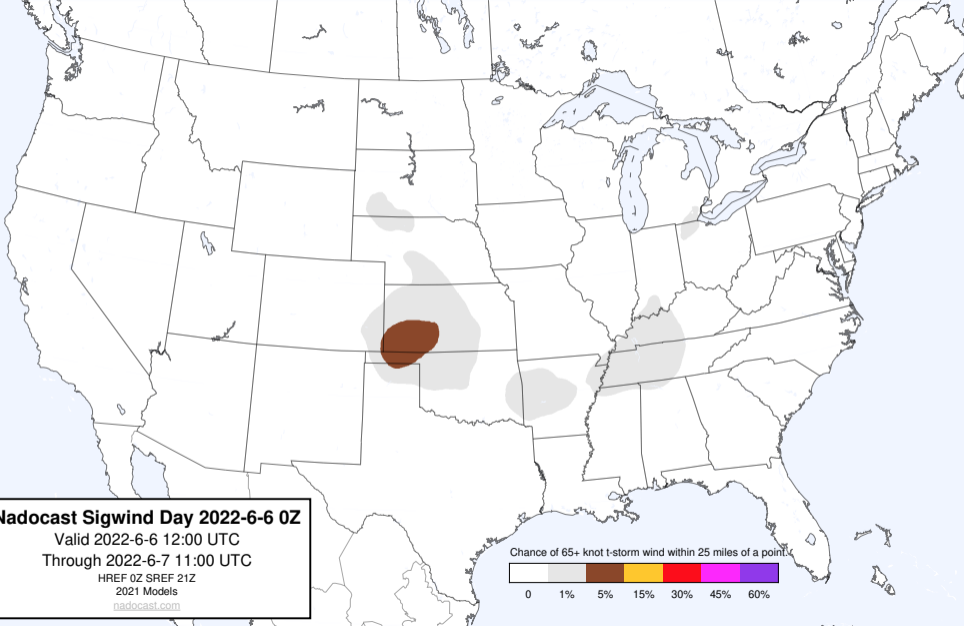 Nadocast Sigwind Day 2022-6-6 0Z
Valid 2022-6-6 12:00 UTC
Through 2022-6-7 11:00 UTC
HREF 0Z SREF 21Z
2021 Models
nadocast.com
Chance of 65+ knot t-storm wind within 25 miles of a point.
0 1% 5% 15% 30% 45% 60%